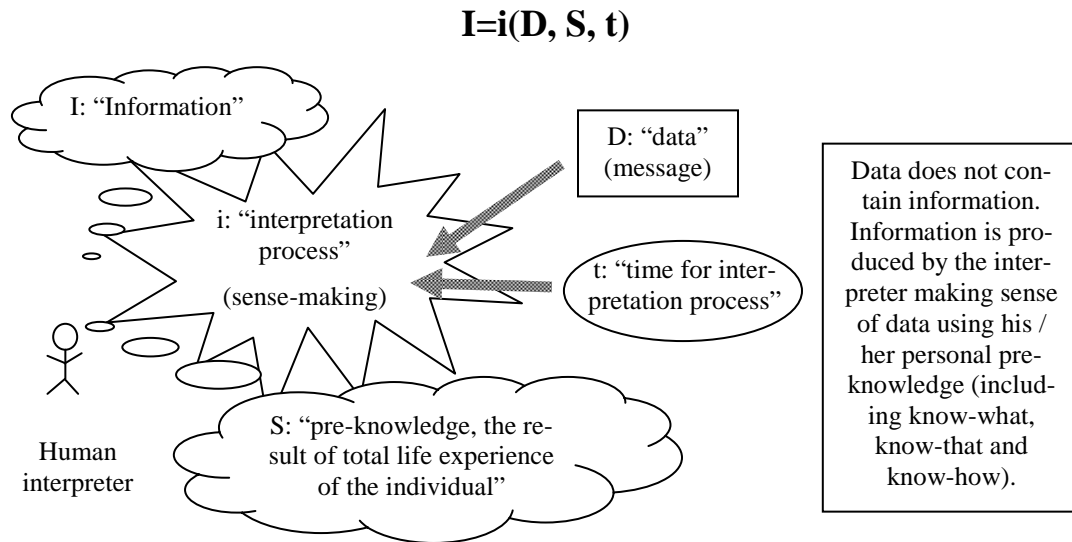 I=i(D, S, t)
I: “Information”
D: “data”
(message)
i: “interpretation
process”
(sense-making)
t: “time for inter-
pretation process”
Data does not con-
tain information.
Information is pro-
duced by the inter-
preter making sense
of data using his /
her personal pre-
knowledge (includ-
ing know-what,
know-that and
know-how).
S: “pre-knowledge, the re-
sult of total life experience
of the individual”
Human
interpreter